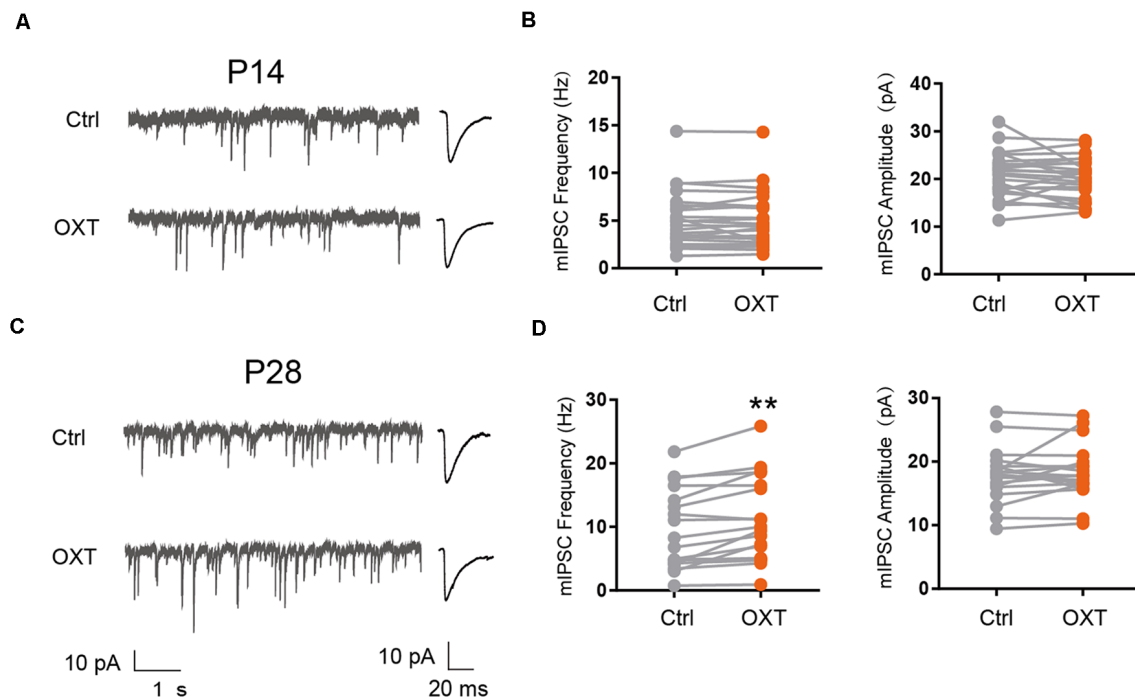 A
P14
Ctrl
OXT
B
mIPSC Frequency (Hz)
20
15
10
5
0
Ctrl
OXT
mIPSC Amplitude (pA)
40
30
20
10
0
Ctrl
OXT
C
P28
Ctrl
OXT
10 pA
1 s
10 pA
20 ms
D
mIPSC Frequency (Hz)
30
20
10
0
**
Ctrl
OXT
mIPSC Amplitude (pA)
30
20
10
0
Ctrl
OXT